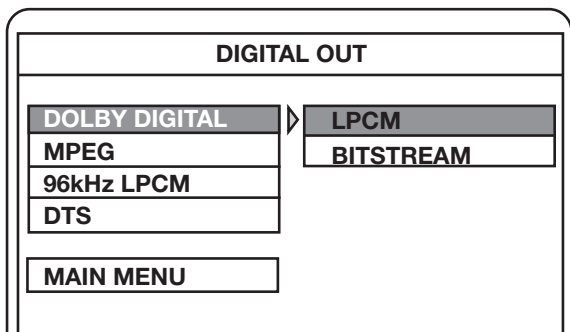 DIGITAL OUT
DOLBY DIGITAL
LPCM
MPEG
BITSTREAM
96kHz LPCM
DTS
MAIN MENU